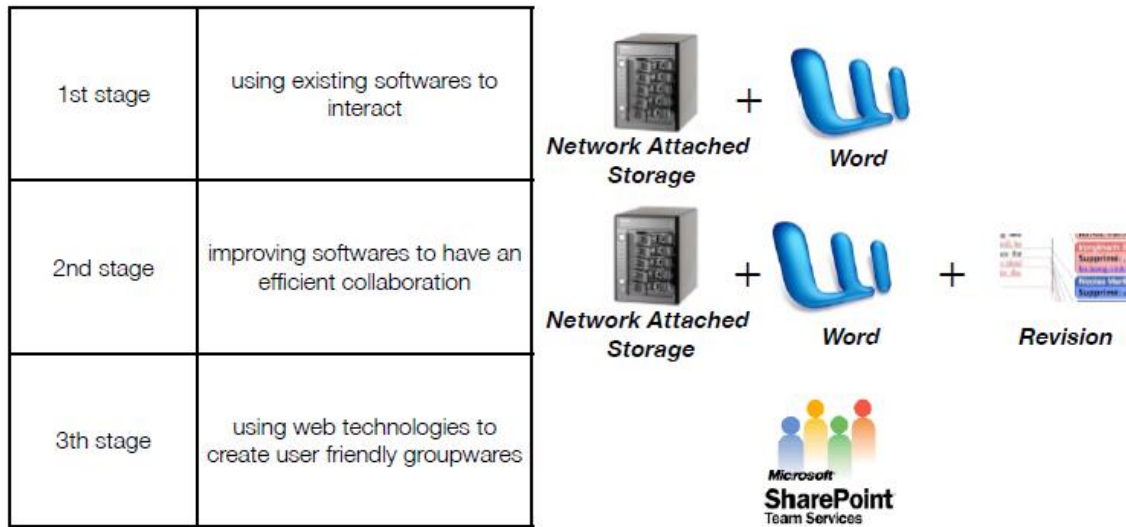 1st stage
using existing softwares to
interact
+
Network Attached
Storage
Word
2nd stage
improving softwares to have an
efficient collaboration
+
+
Network Attached
Storage
Word
Supprimé:
Supprimé:
Revision
3th stage
using web technologies to
create user friendly groupwares
Microsoft
SharePoint
Team Services